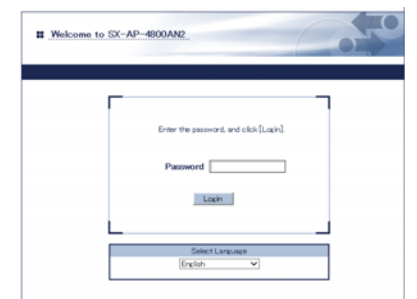 Welcome to SX-AP-4800AN2
Enter the password, and click [Login].
Password
Login
Select Language
English